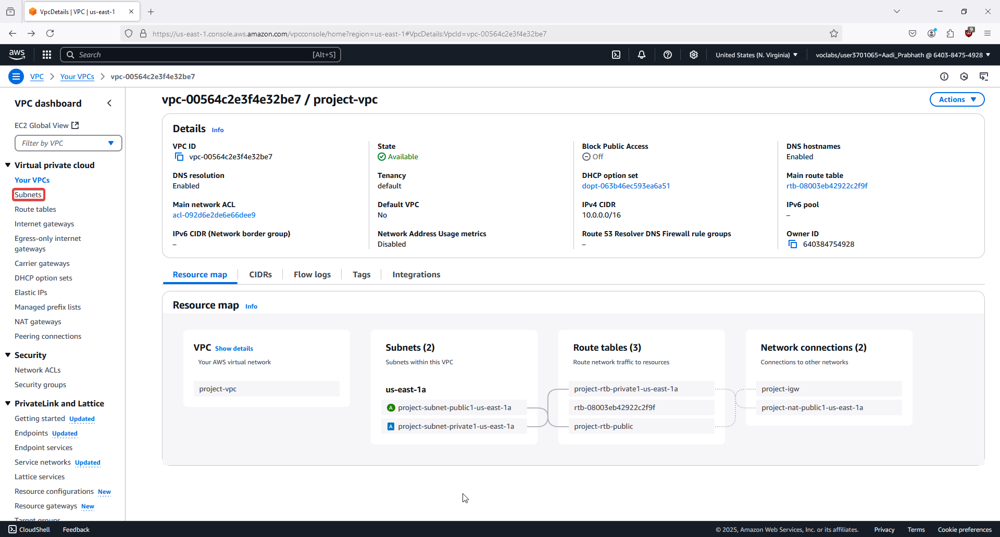 VpcDetails | VPC | us-east-1
https://us-east-1.console.aws.amazon.com/vpcconsole/home?region=us-east-1#VpcDetails:VpcId=vpc-00564c2e3f4e32be7
9
aws
Search [Alt+S]
United States (N. Virginia)
voclabs/user3701065=Aadi_Prabhath @ 6403-8475-4928
VPC
Your VPCs
vpc-00564c2e3f4e32be7
VPC dashboard
EC2 Global View
Filter by VPC
Virtual private cloud
Your VPCs
Subnets
Route tables
Internet gateways
Egress-only internet
gateways
Carrier gateways
DHCP option sets
Elastic IPs
Managed prefix lists
NAT gateways
Peering connections
Security
Network ACLs
Security groups
PrivateLink and Lattice
Getting started Updated
Endpoints Updated
Endpoint services
Service networks Updated
Lattice services
Resource configurations New
Resource gateways New
Target groups
vpc-00564c2e3f4e32be7 / project-vpc
Actions
Details Info
VPC ID
vpc-00564c2e3f4e32be7
State
Available
Block Public Access
Off
DNS hostnames
Enabled
DNS resolution
Enabled
Tenancy
default
DHCP option set
dopt-063b46ec593ea6a51
Main route table
rtb-08003eb42922c2f9f
Main network ACL
acl-092d6e2de6e66dee9
Default VPC
No
IPv4 CIDR
10.0.0.0/16
IPv6 pool
–
IPv6 CIDR (Network border group)
–
Network Address Usage metrics
Disabled
Route 53 Resolver DNS Firewall rule groups
–
Owner ID
640384754928
Resource map
CIDRs
Flow logs
Tags
Integrations
Resource map Info
VPC Show details
Your AWS virtual network
project-vpc
Subnets (2)
Subnets within this VPC
us-east-1a
A project-subnet-public1-us-east-1a
A project-subnet-private1-us-east-1a
Route tables (3)
Route network traffic to resources
project-rtb-private1-us-east-1a
rtb-08003eb42922c2f9f
project-rtb-public
Network connections (2)
Connections to other networks
project-igw
project-nat-public1-us-east-1a
CloudShell
Feedback
© 2025, Amazon Web Services, Inc. or its affiliates.
Privacy
Terms
Cookie preferences